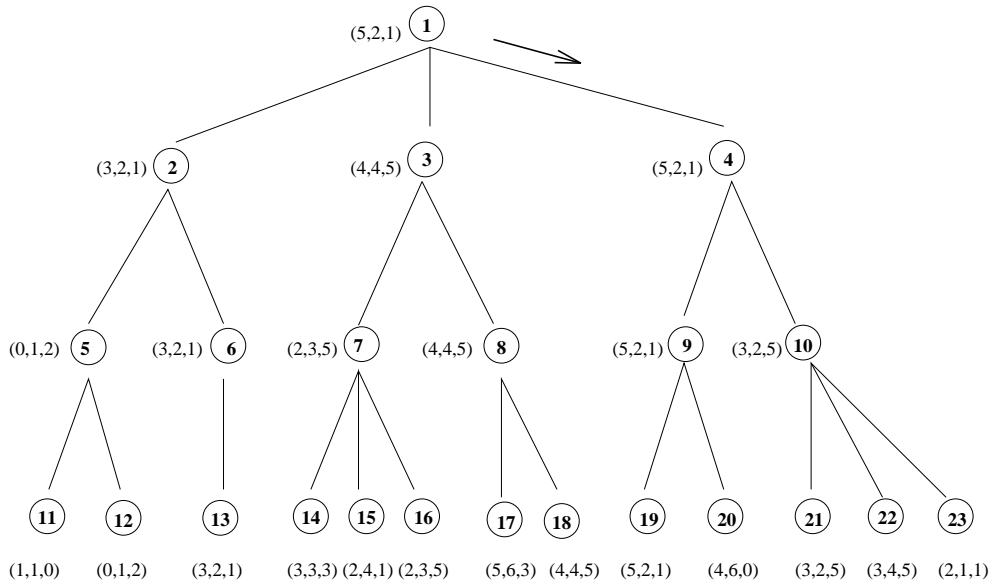 (5,2,1) 1
(3,2,1) 2 (4,4,5) 3 (5,2,1) 4
(0,1,2) 5 (3,2,1) 6 (2,3,5) 7 (4,4,5) 8 (5,2,1) 9 (3,2,5) 10
11 12 13 14 15 16 17 18 19 20 21 22 23
(1,1,0) (0,1,2) (3,2,1) (3,3,3) (2,4,1) (2,3,5) (5,6,3) (4,4,5) (5,2,1) (4,6,0) (3,2,5) (3,4,5) (2,1,1)